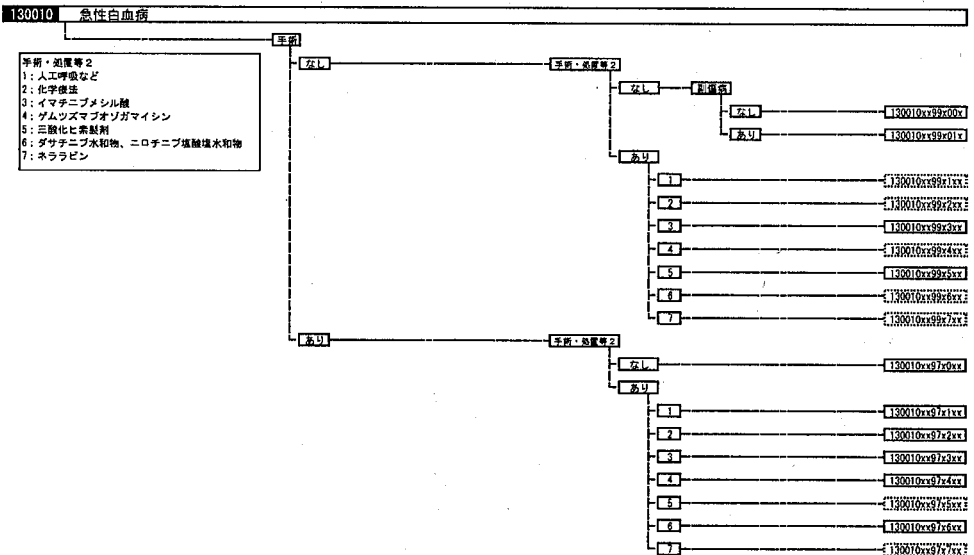 130010 急性白血病
手術
手術・処置等2
1:人工呼吸など
2:化学療法
3:イマチニブメシル酸
4:ゲムツズマブオゾガマイシン
5:三酸化ヒ素製剤
6:ダサチニブ水和物、ニロチニブ塩酸塩水和物
7:ネララビン
なし 手術・処置等2
なし 副傷病
なし 130010xx99x00x
あり 130010xx99x01x
あり
1 130010xx99x1xx
2 130010xx99x2xx
3 130010xx99x3xx
4 130010xx99x4xx
5 130010xx99x5xx
6 130010xx99x6xx
7 130010xx99x7xx
あり 手術・処置等2
なし 130010xx97x0xx
あり
1 130010xx97x1xx
2 130010xx97x2xx
3 130010xx97x3xx
4 130010xx97x4xx
5 130010xx97x5xx
6 130010xx97x6xx
7 130010xx97x7xx